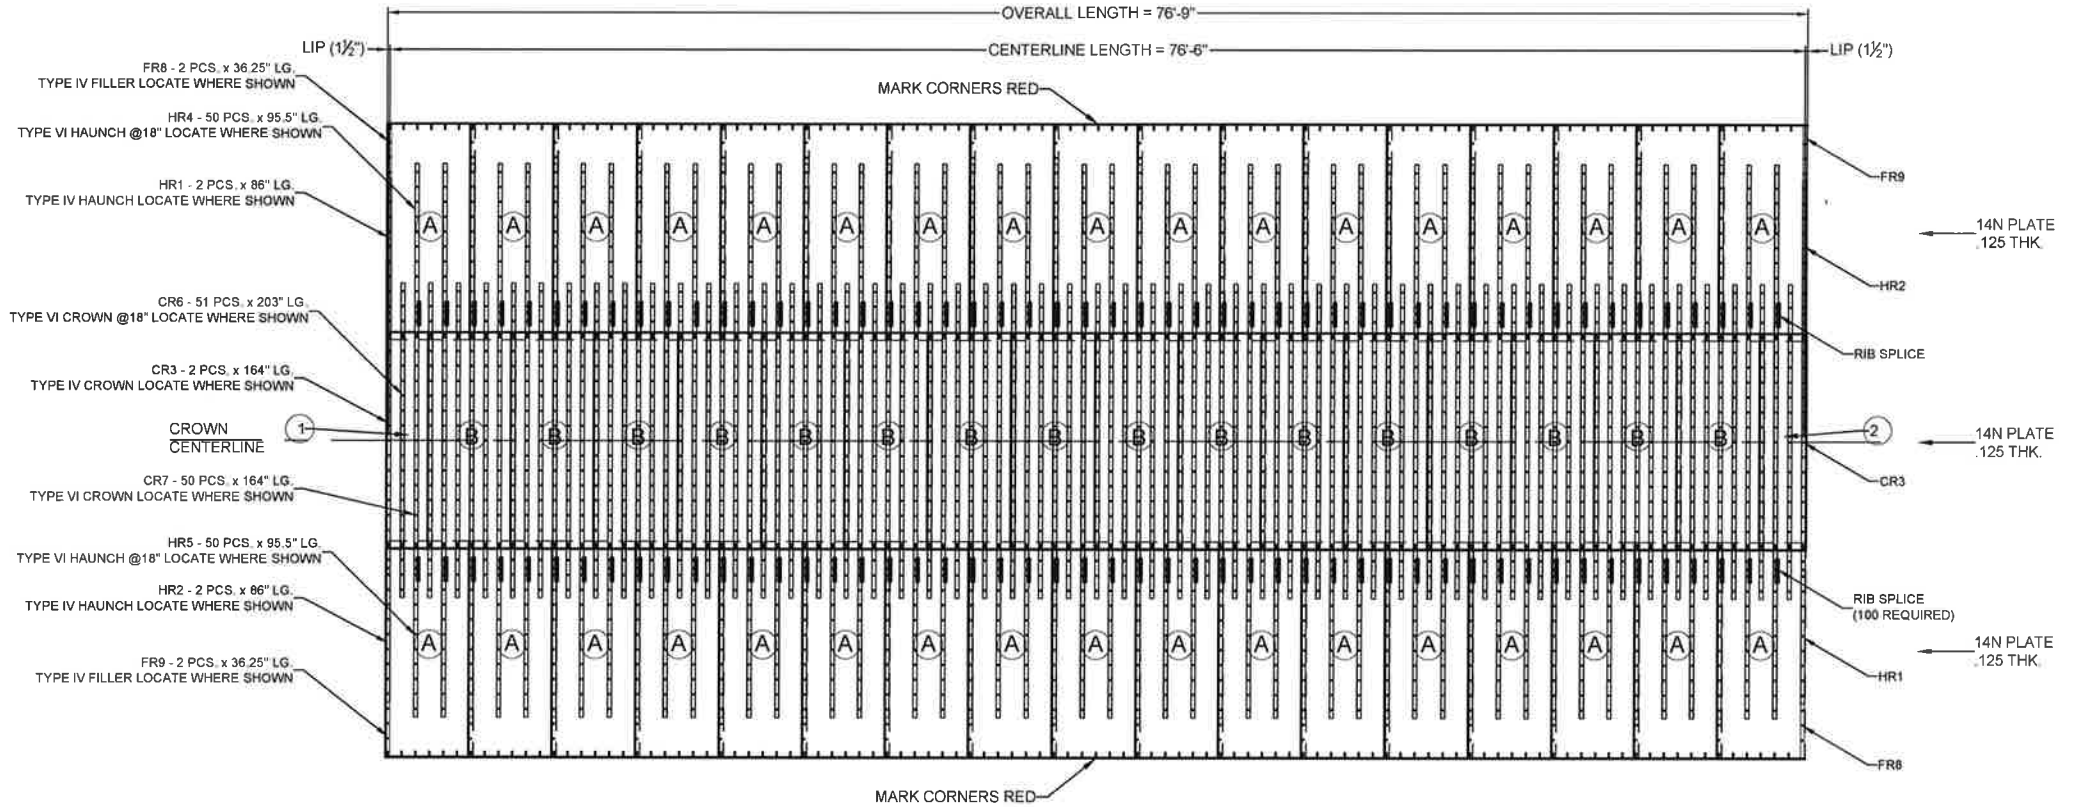 OVERALL LENGTH = 76'-9"
LIP (1½")
CENTERLINE LENGTH = 76'-6"
LIP (1½")
FR8 - 2 PCS. x 36.25" LG.
TYPE IV FILLER LOCATE WHERE SHOWN
MARK CORNERS RED
HR4 - 50 PCS. x 95.5" LG.
TYPE VI HAUNCH @18" LOCATE WHERE SHOWN
HR1 - 2 PCS. x 86" LG.
TYPE IV HAUNCH LOCATE WHERE SHOWN
FR9
A A A A A A A A A A A A A A A A A
14N PLATE
.125 THK.
HR2
CR6 - 51 PCS. x 203" LG.
TYPE VI CROWN @18" LOCATE WHERE SHOWN
RIB SPLICE
CR3 - 2 PCS. x 164" LG.
TYPE IV CROWN LOCATE WHERE SHOWN
1
CROWN
CENTERLINE
B B B B B B B B B B B B B B B B
2
14N PLATE
.125 THK.
CR3
CR7 - 50 PCS. x 164" LG.
TYPE VI CROWN LOCATE WHERE SHOWN
HR5 - 50 PCS. x 95.5" LG.
TYPE VI HAUNCH @18" LOCATE WHERE SHOWN
HR2 - 2 PCS. x 86" LG.
TYPE IV HAUNCH LOCATE WHERE SHOWN
RIB SPLICE
(100 REQUIRED)
A A A A A A A A A A A A A A A A A
14N PLATE
.125 THK.
FR9 - 2 PCS. x 36.25" LG.
TYPE IV FILLER LOCATE WHERE SHOWN
HR1
FR8
MARK CORNERS RED